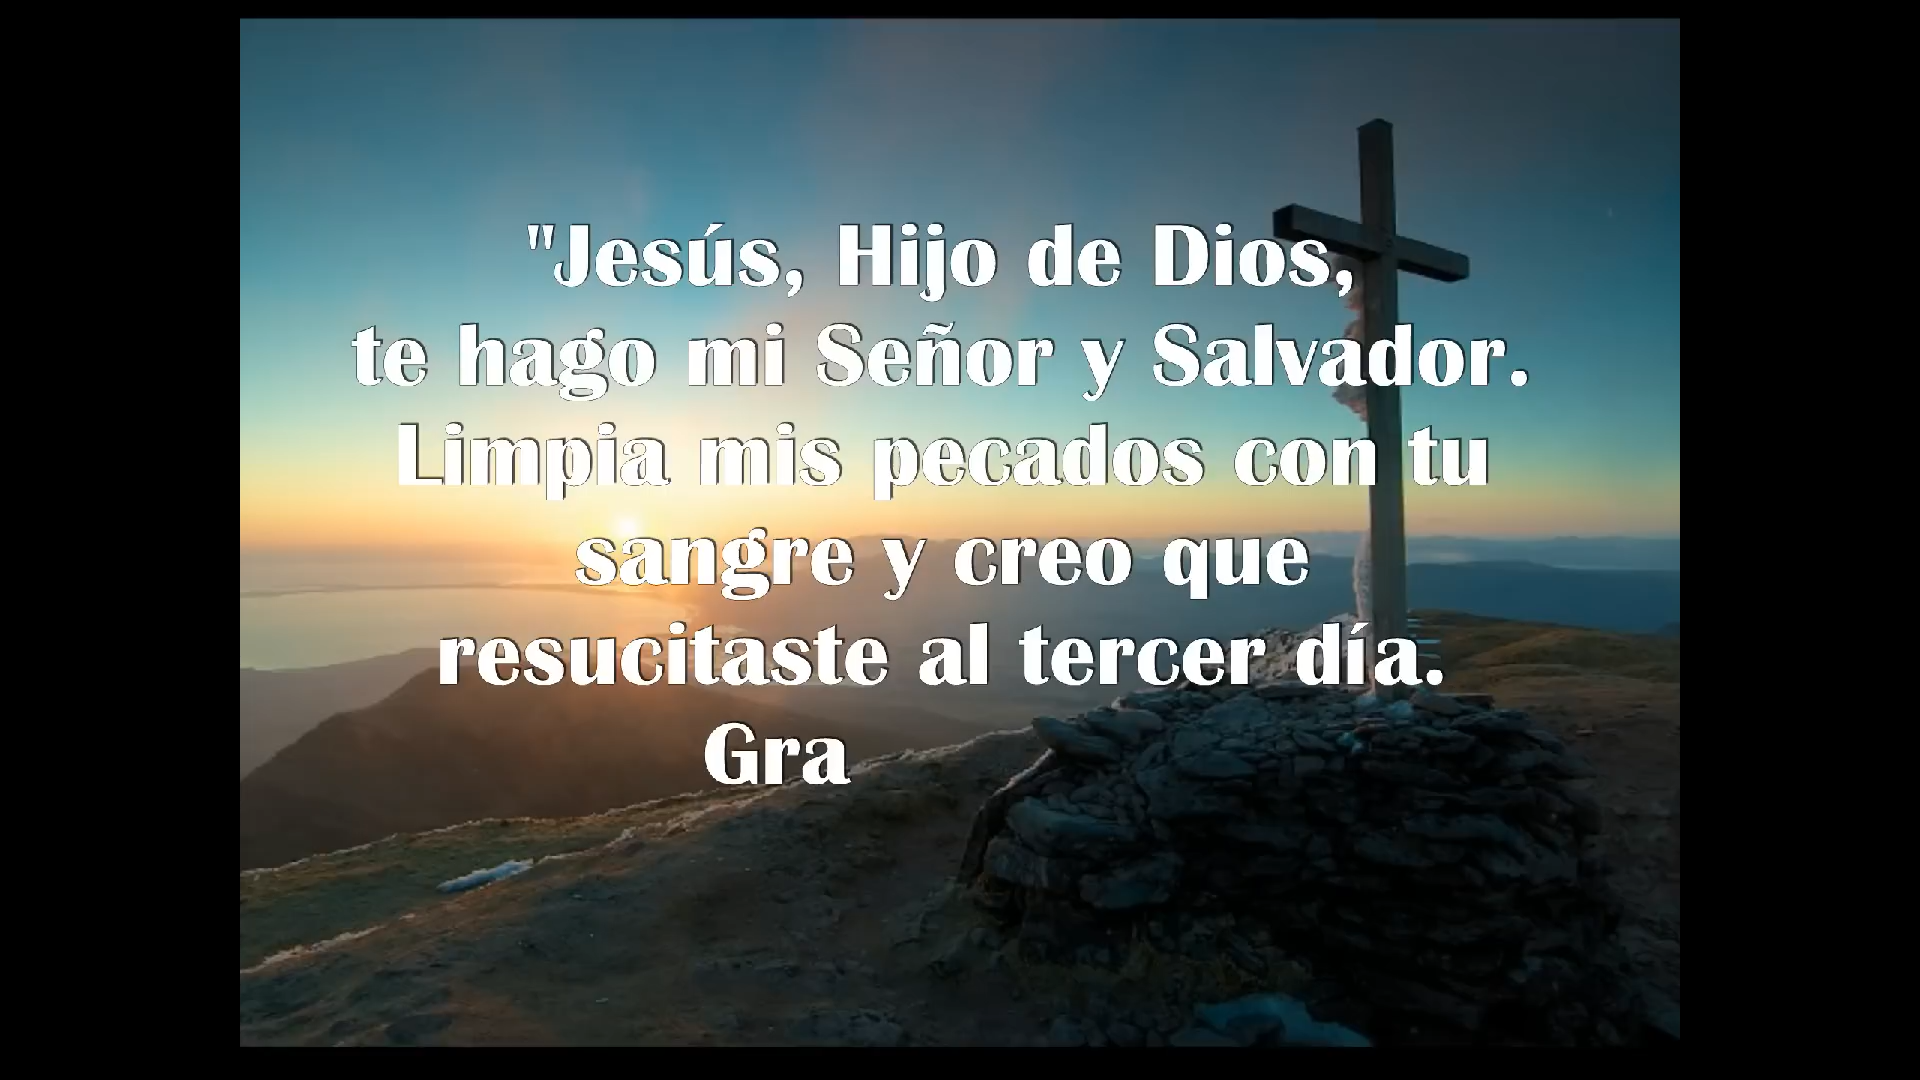 "Jesús, Hijo de Dios,
te hago mi Señor y Salvador.
Limpia mis pecados con tu
sangre y creo que
resucitaste al tercer día.
Gra